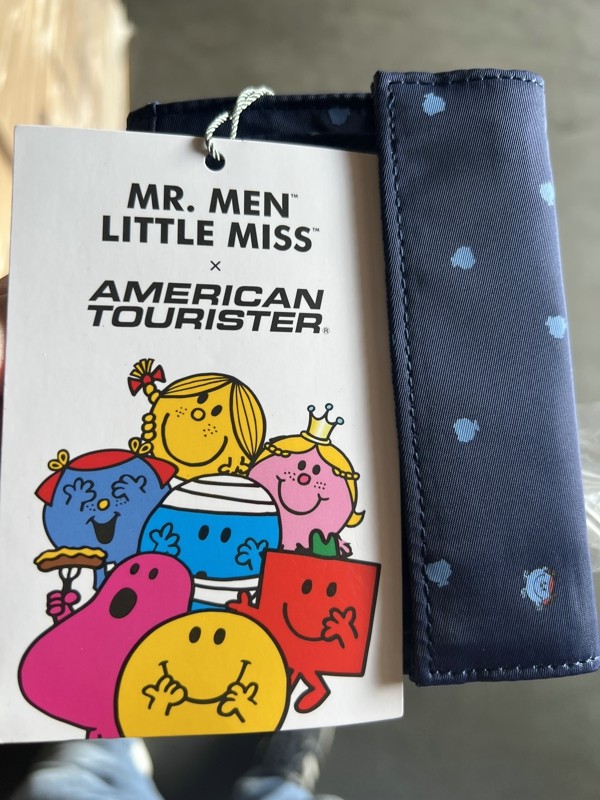 MR. MEN™
LITTLE MISS™
×
AMERICAN
TOURISTER®